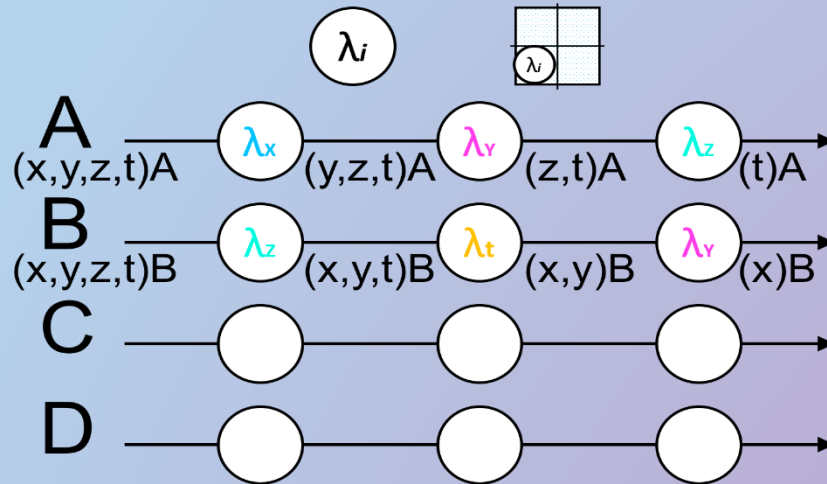 λi
λi
A
λx λY λz
(x,y,z,t)A (y,z,t)A (z,t)A (t)A
B
λz λt λY
(x,y,z,t)B (x,y,t)B (x,y)B (x)B
C
D